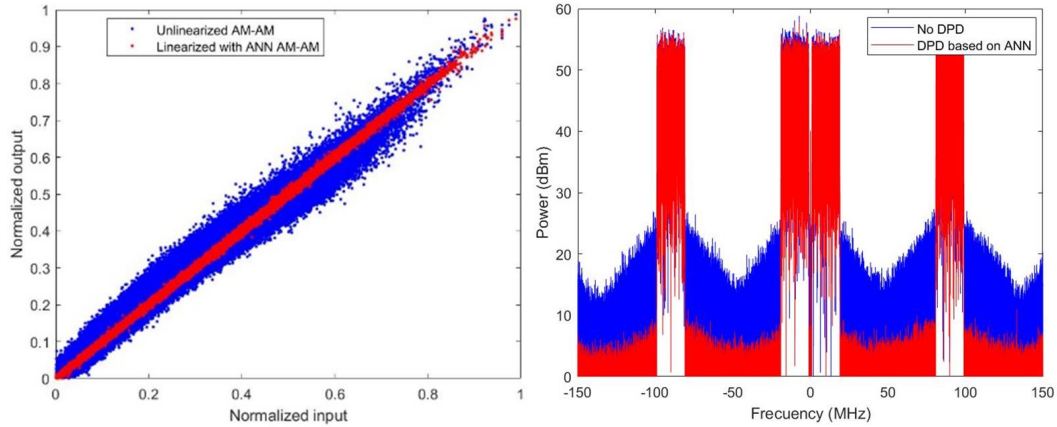 Unlinearized AM-AM
Linearized with ANN AM-AM
Normalized output
1
0.9
0.8
0.7
0.6
0.5
0.4
0.3
0.2
0.1
0
0 0.2 0.4 0.6 0.8 1
Normalized input
No DPD
DPD based on ANN
Power (dBm)
60
50
40
30
20
10
0
-150 -100 -50 0 50 100 150
Frecuency (MHz)